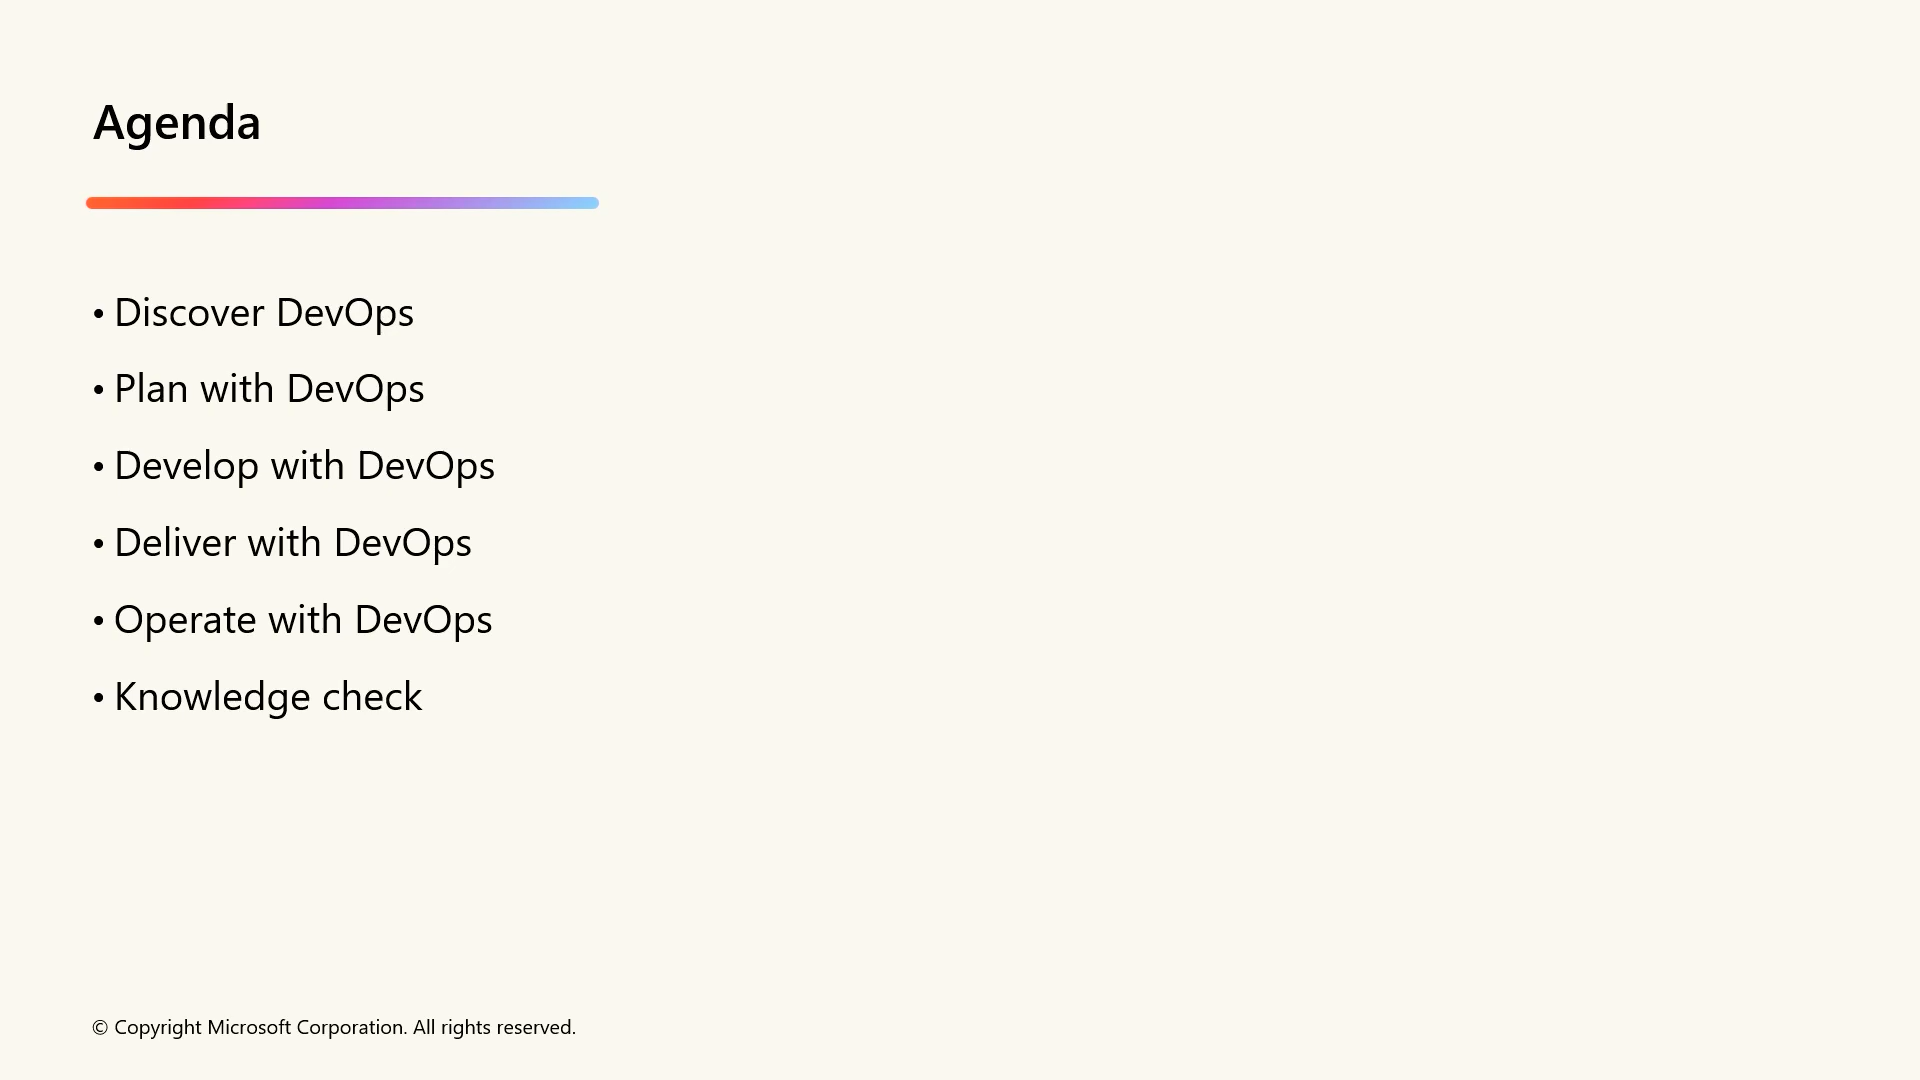 Agenda
• Discover DevOps
• Plan with DevOps
• Develop with DevOps
• Deliver with DevOps
• Operate with DevOps
• Knowledge check
© Copyright Microsoft Corporation. All rights reserved.